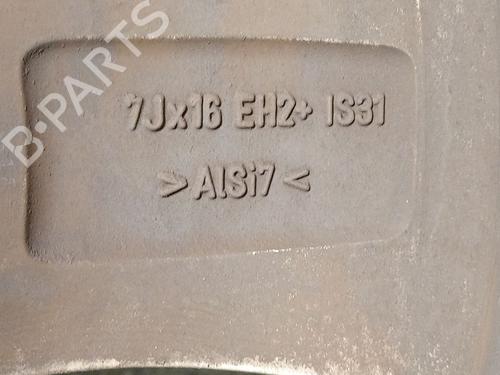 B-PARTS
7Jx16 EH2+ IS31
>AlSi7<